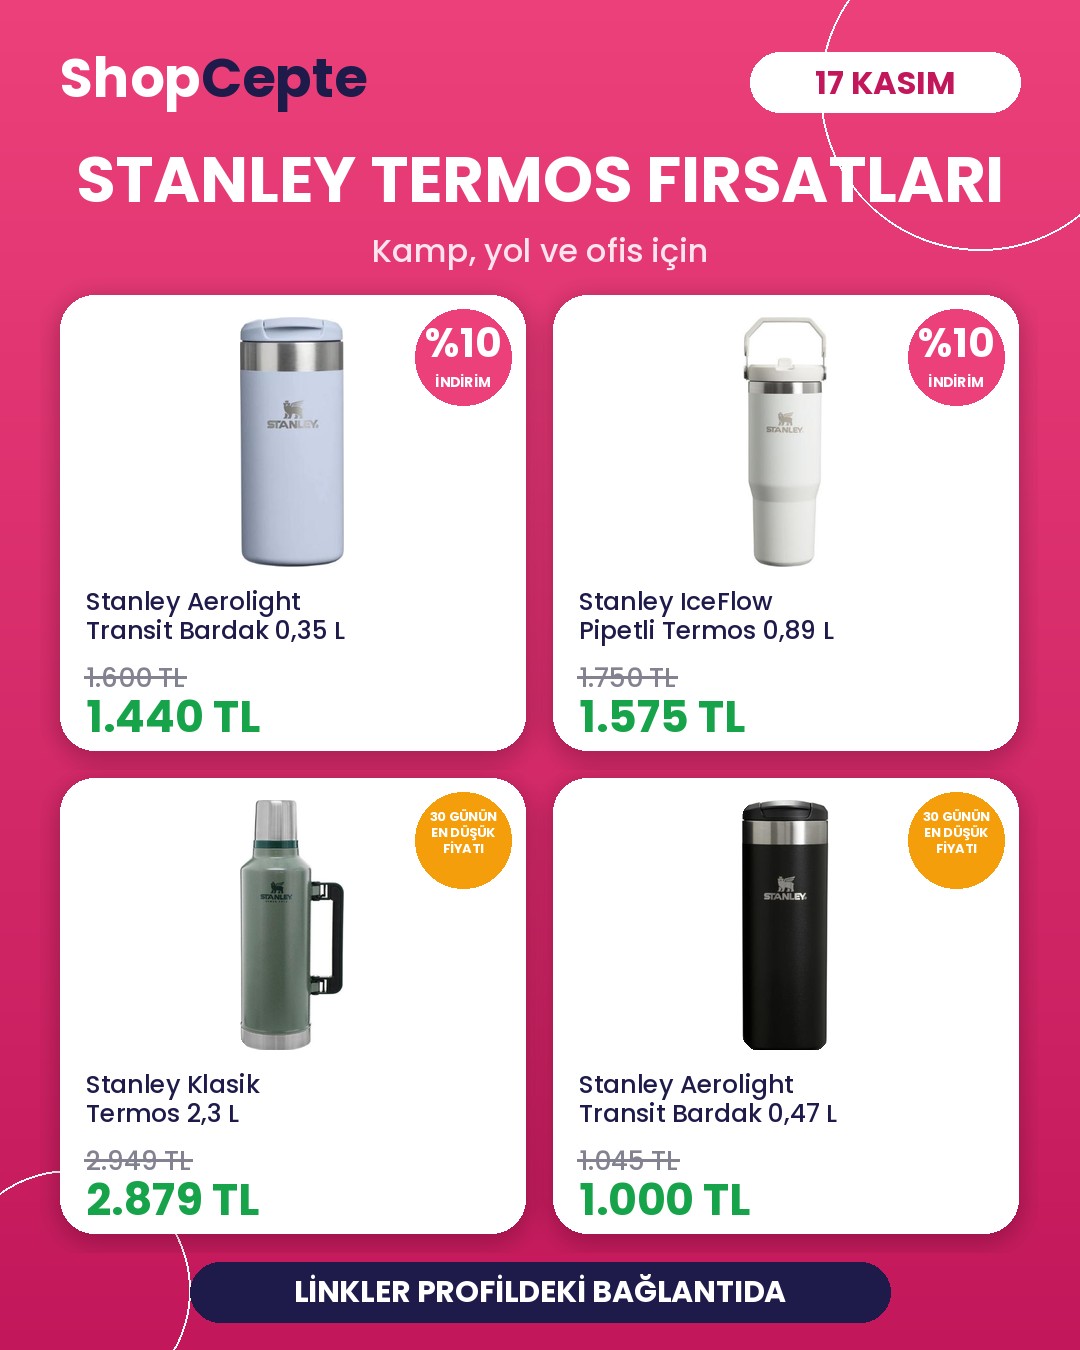 ShopCepte
17 KASIM
STANLEY TERMOS FIRSATLARI
Kamp, yol ve ofis için
%10
İNDİRİM
STANLEY
Stanley Aerolight
Transit Bardak 0,35 L
1.600 TL
1.440 TL
%10
İNDİRİM
STANLEY
Stanley IceFlow
Pipetli Termos 0,89 L
1.750 TL
1.575 TL
30 GÜNÜN
EN DÜŞÜK
FİYATI
STANLEY
Stanley Klasik
Termos 2,3 L
2.949 TL
2.879 TL
30 GÜNÜN
EN DÜŞÜK
FİYATI
STANLEY
Stanley Aerolight
Transit Bardak 0,47 L
1.045 TL
1.000 TL
LİNKLER PROFİLDEKİ BAĞLANTIDA